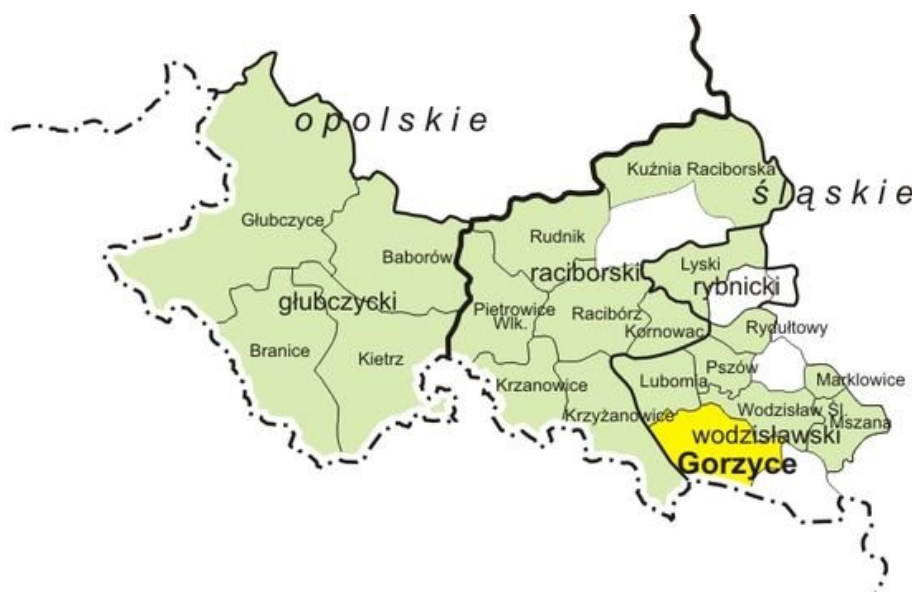 opolskie
śląskie
Kuźnia Raciborska
Głubczyce
Rudnik
Baborów
Lyski
raciborski
rybnicki
głubczycki
Pietrowice
Wlk.
Racibórz
Kornowac
Rydułtowy
Branice
Kietrz
Pszów
Krzanowice
Lubomia
Marklowice
Krzyżanowice
Wodzisław Śl.
Mszana
wodzisławski
Gorzyce